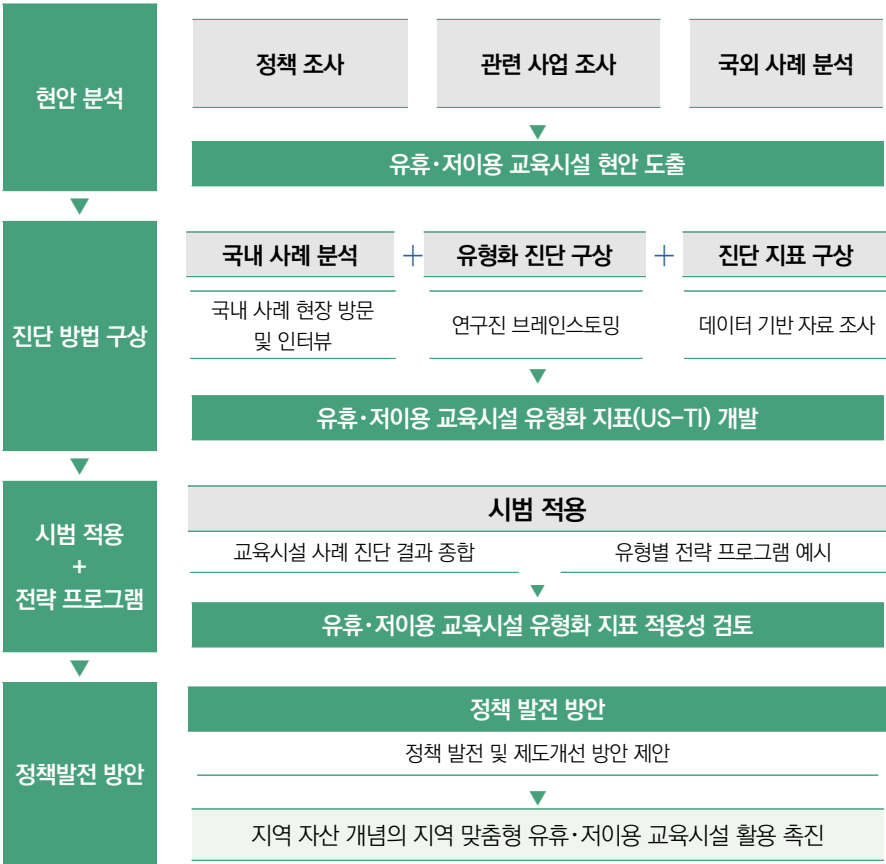 현안 분석
정책 조사
관련 사업 조사
국외 사례 분석
유휴·저이용 교육시설 현안 도출
진단 방법 구상
국내 사례 분석 + 유형화 진단 구상 + 진단 지표 구상
국내 사례 현장 방문
및 인터뷰
연구진 브레인스토밍
데이터 기반 자료 조사
유휴·저이용 교육시설 유형화 지표(US-TI) 개발
시범 적용
+
전략 프로그램
시범 적용
교육시설 사례 진단 결과 종합
유형별 전략 프로그램 예시
유휴·저이용 교육시설 유형화 지표 적용성 검토
정책발전 방안
정책 발전 방안
정책 발전 및 제도개선 방안 제안
지역 자산 개념의 지역 맞춤형 유휴·저이용 교육시설 활용 촉진